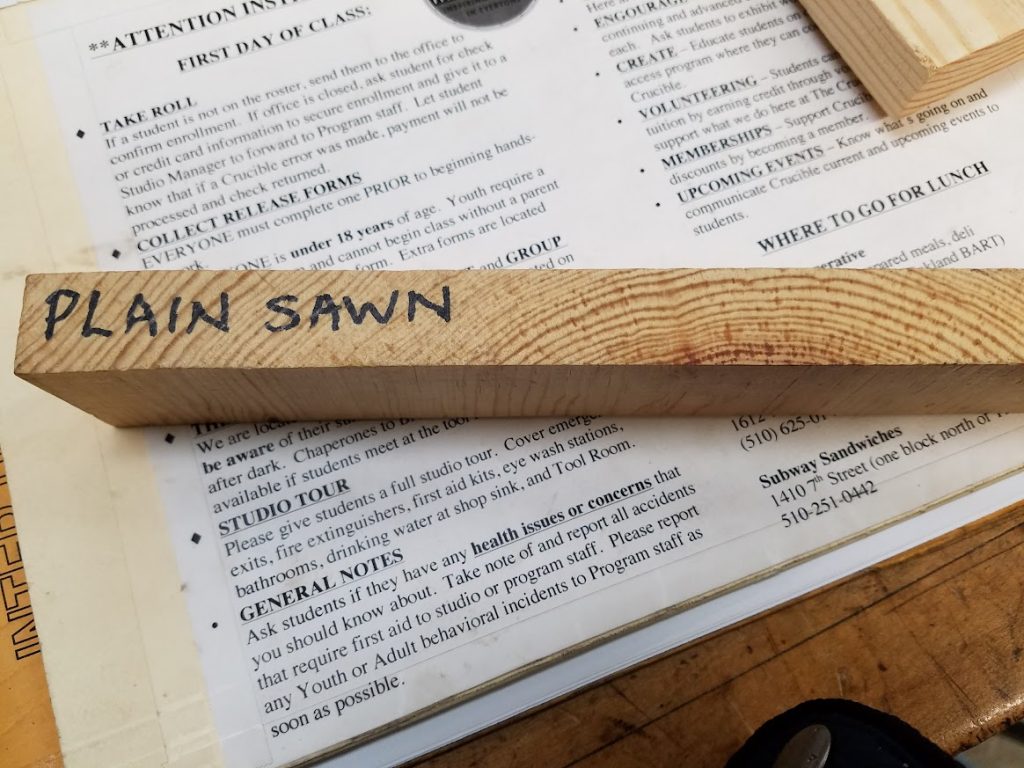 **ATTENTION
FIRST DAY OF CLASS:
TAKE ROLL
If a student is not on the roster, send them to the office to
confirm enrollment. If office is closed, ask student for check
or credit card information to secure enrollment and give it to a
Studio Manager to forward to Program staff. Let student
know that if a Crucible error was made, payment will not be
processed and check returned.
COLLECT RELEASE FORMS
EVERYONE must complete one PRIOR to beginning hands-
is under 18 years of age. Youth require a
and cannot begin class without a parent
form. Extra forms are located
and GROUP
on
PLAIN SAWN
We are
be aware of their
after dark. Chaperones to
available if students meet at the
STUDIO TOUR
Please give students a full studio tour. Cover
exits, fire extinguishers, first aid kits, eye wash stations,
bathrooms, drinking water at shop sink, and Tool Room.
GENERAL NOTES
Ask students if they have any health issues or concerns that
you should know about. Take note of and report all accidents
that require first aid to studio or program staff. Please report
any Youth or Adult behavioral incidents to Program staff as
soon as possible.
continuing and advanced
each. Ask students to exhibit
CREATE – Educate students on
access program where they can
Crucible.
VOLUNTEERING – Students
tuition by earning credit through
support what we do here at The
MEMBERSHIPS – Support
discounts by becoming a member.
UPCOMING EVENTS – Know what's going on and
communicate Crucible current and upcoming events to
students.
WHERE TO GO FOR LUNCH
meals, deli
BART)
1612
(510)
Subway Sandwiches
1410 7th Street (one block north of
510-251-0442